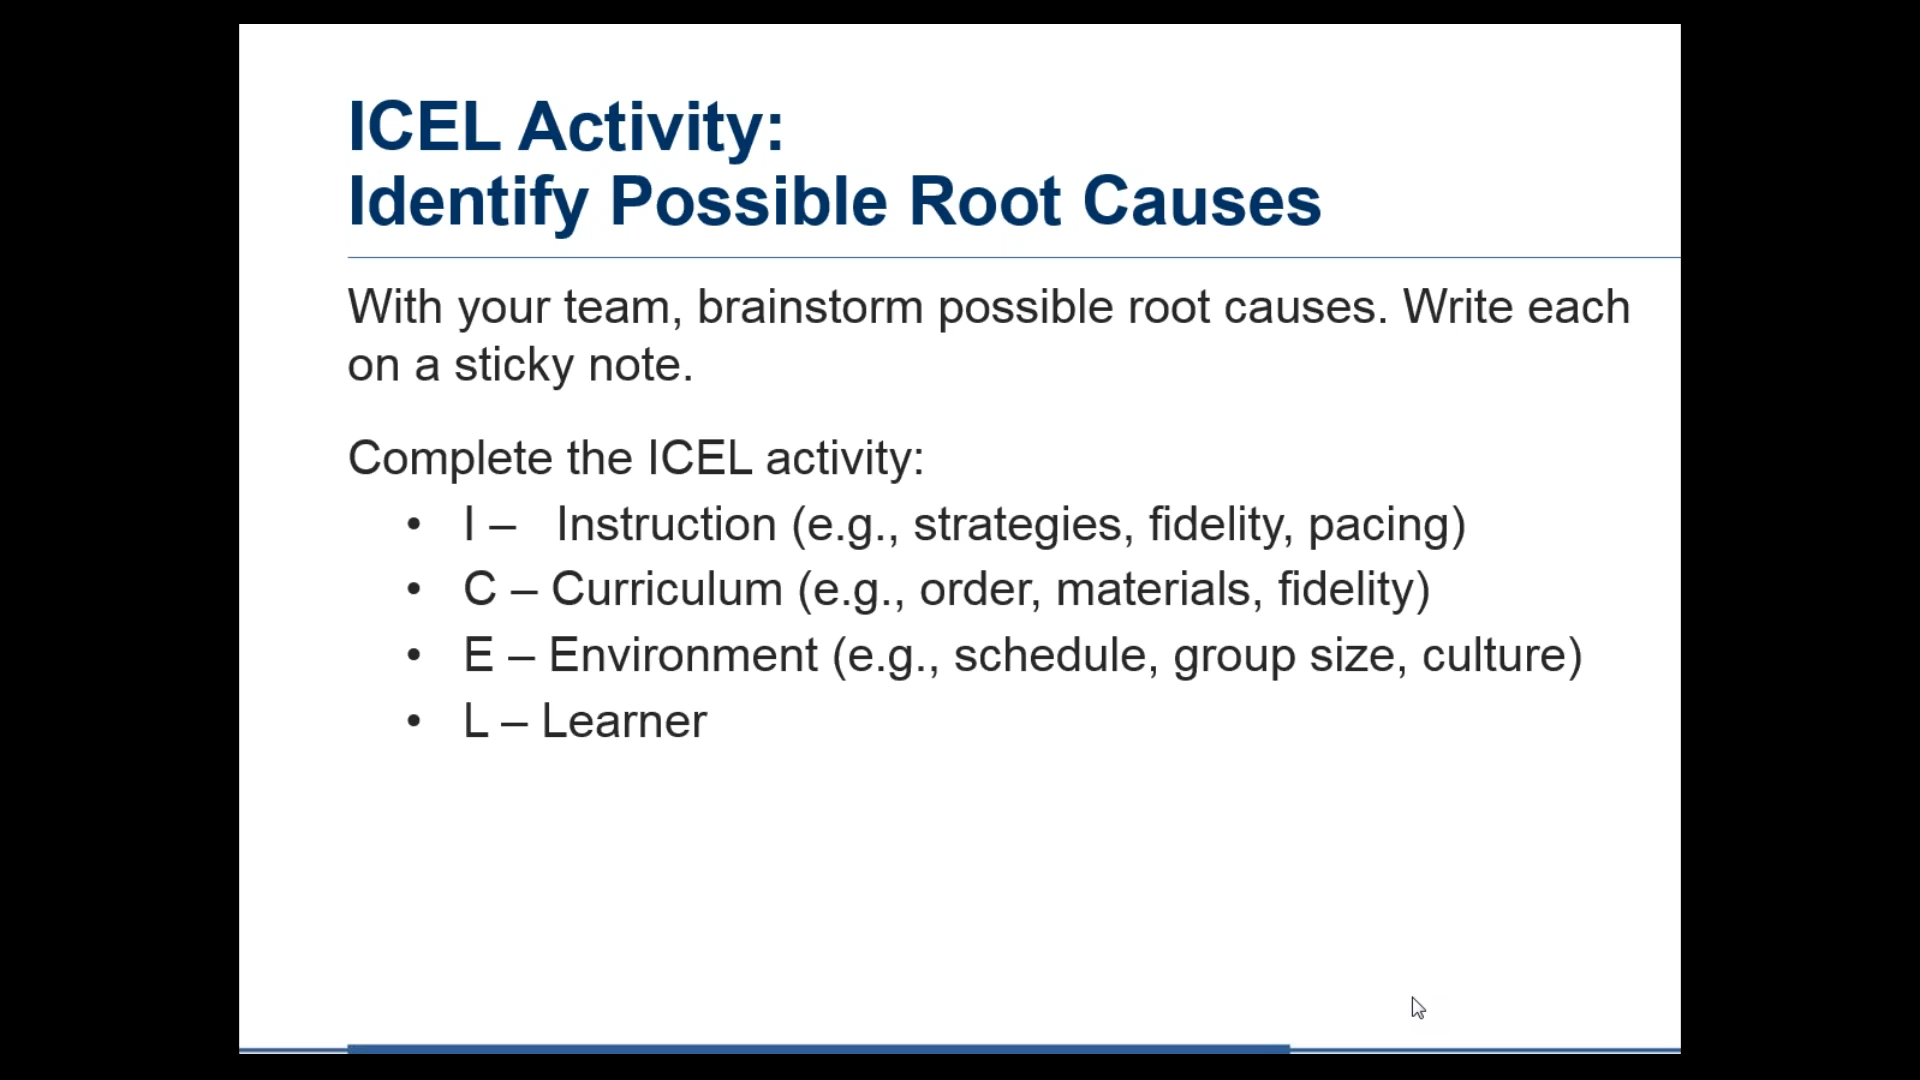 ICEL Activity:
Identify Possible Root Causes
With your team, brainstorm possible root causes. Write each
on a sticky note.
Complete the ICEL activity:
• I – Instruction (e.g., strategies, fidelity, pacing)
• C – Curriculum (e.g., order, materials, fidelity)
• E – Environment (e.g., schedule, group size, culture)
• L – Learner